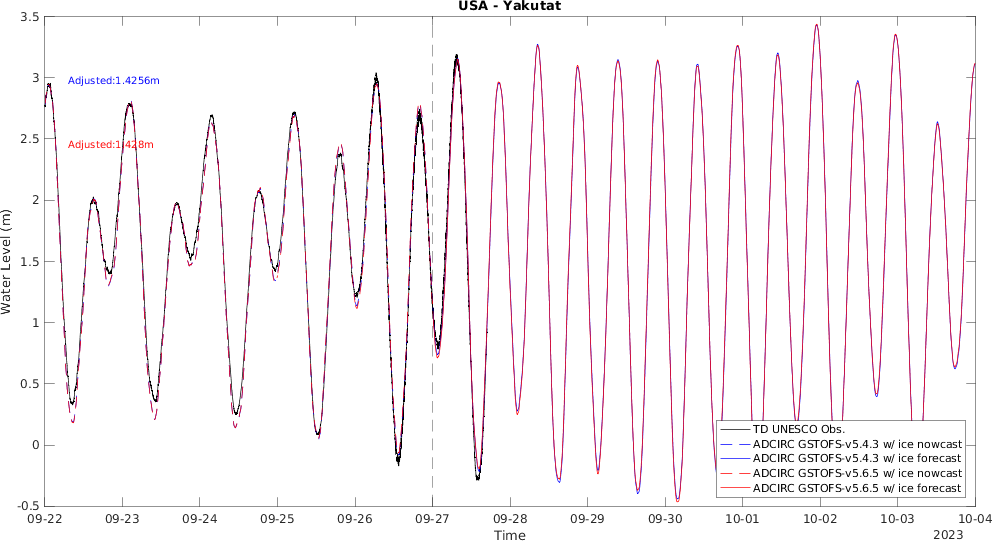 USA - Yakutat
3.5
3
2.5
2
1.5
1
0.5
0
-0.5
Water Level (m)
Adjusted:1.4256m
Adjusted:1.428m
TD UNESCO Obs.
ADCIRC GSTOFS-v5.4.3 w/ ice nowcast
ADCIRC GSTOFS-v5.4.3 w/ ice forecast
ADCIRC GSTOFS-v5.6.5 w/ ice nowcast
ADCIRC GSTOFS-v5.6.5 w/ ice forecast
09-22 09-23 09-24 09-25 09-26 09-27 09-28 09-29 09-30 10-01 10-02 10-03 10-04
Time
2023